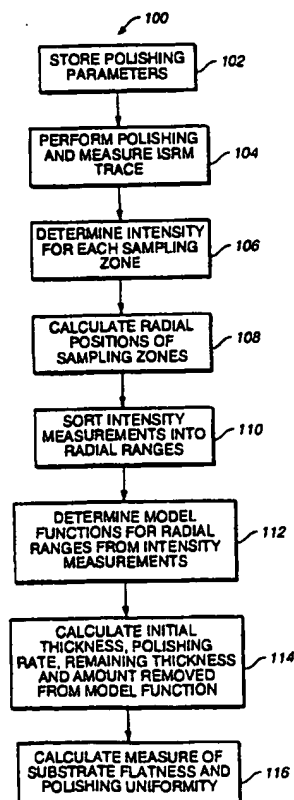 100
STORE POLISHING
PARAMETERS
102
PERFORM POLISHING
AND MEASURE ISRM
TRACE
104
DETERMINE INTENSITY
FOR EACH SAMPLING
ZONE
106
CALCULATE RADIAL
POSITIONS OF
SAMPLING ZONES
108
SORT INTENSITY
MEASUREMENTS INTO
RADIAL RANGES
110
DETERMINE MODEL
FUNCTIONS FOR RADIAL
RANGES FROM INTENSITY
MEASUREMENTS
112
CALCULATE INITIAL
THICKNESS, POLISHING
RATE, REMAINING THICKNESS
AND AMOUNT REMOVED
FROM MODEL FUNCTION
114
CALCULATE MEASURE OF
SUBSTRATE FLATNESS AND
POLISHING UNIFORMITY
116